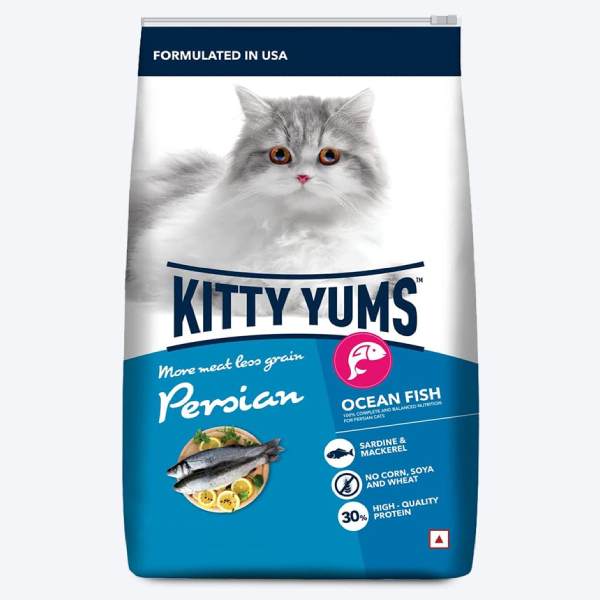 FORMULATED IN USA
KITTY YUMS™
More meat less grain
Persian
OCEAN FISH
100% COMPLETE AND BALANCED NUTRITION
FOR PERSIAN CATS
SARDINE &
MACKEREL
NO CORN, SOYA
AND WHEAT
30%
HIGH - QUALITY
PROTEIN